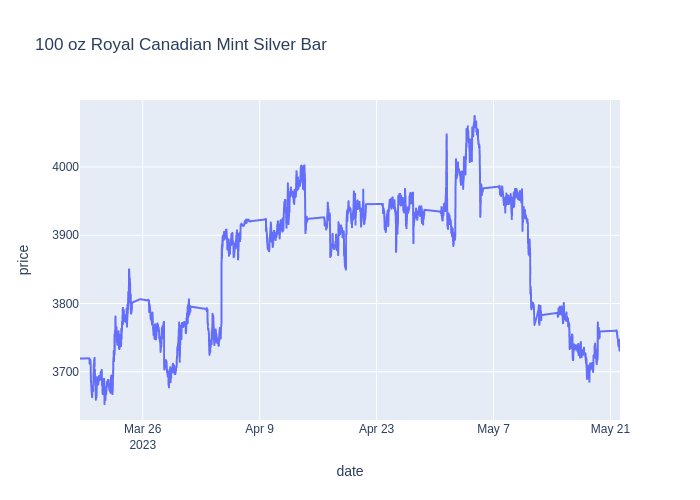 100 oz Royal Canadian Mint Silver Bar
price
4000
3900
3800
3700
Mar 26
2023
Apr 9
Apr 23
May 7
May 21
date